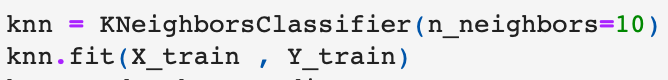 knn = KNeighborsClassifier(n_neighbors=10)
knn.fit(X_train , Y_train)